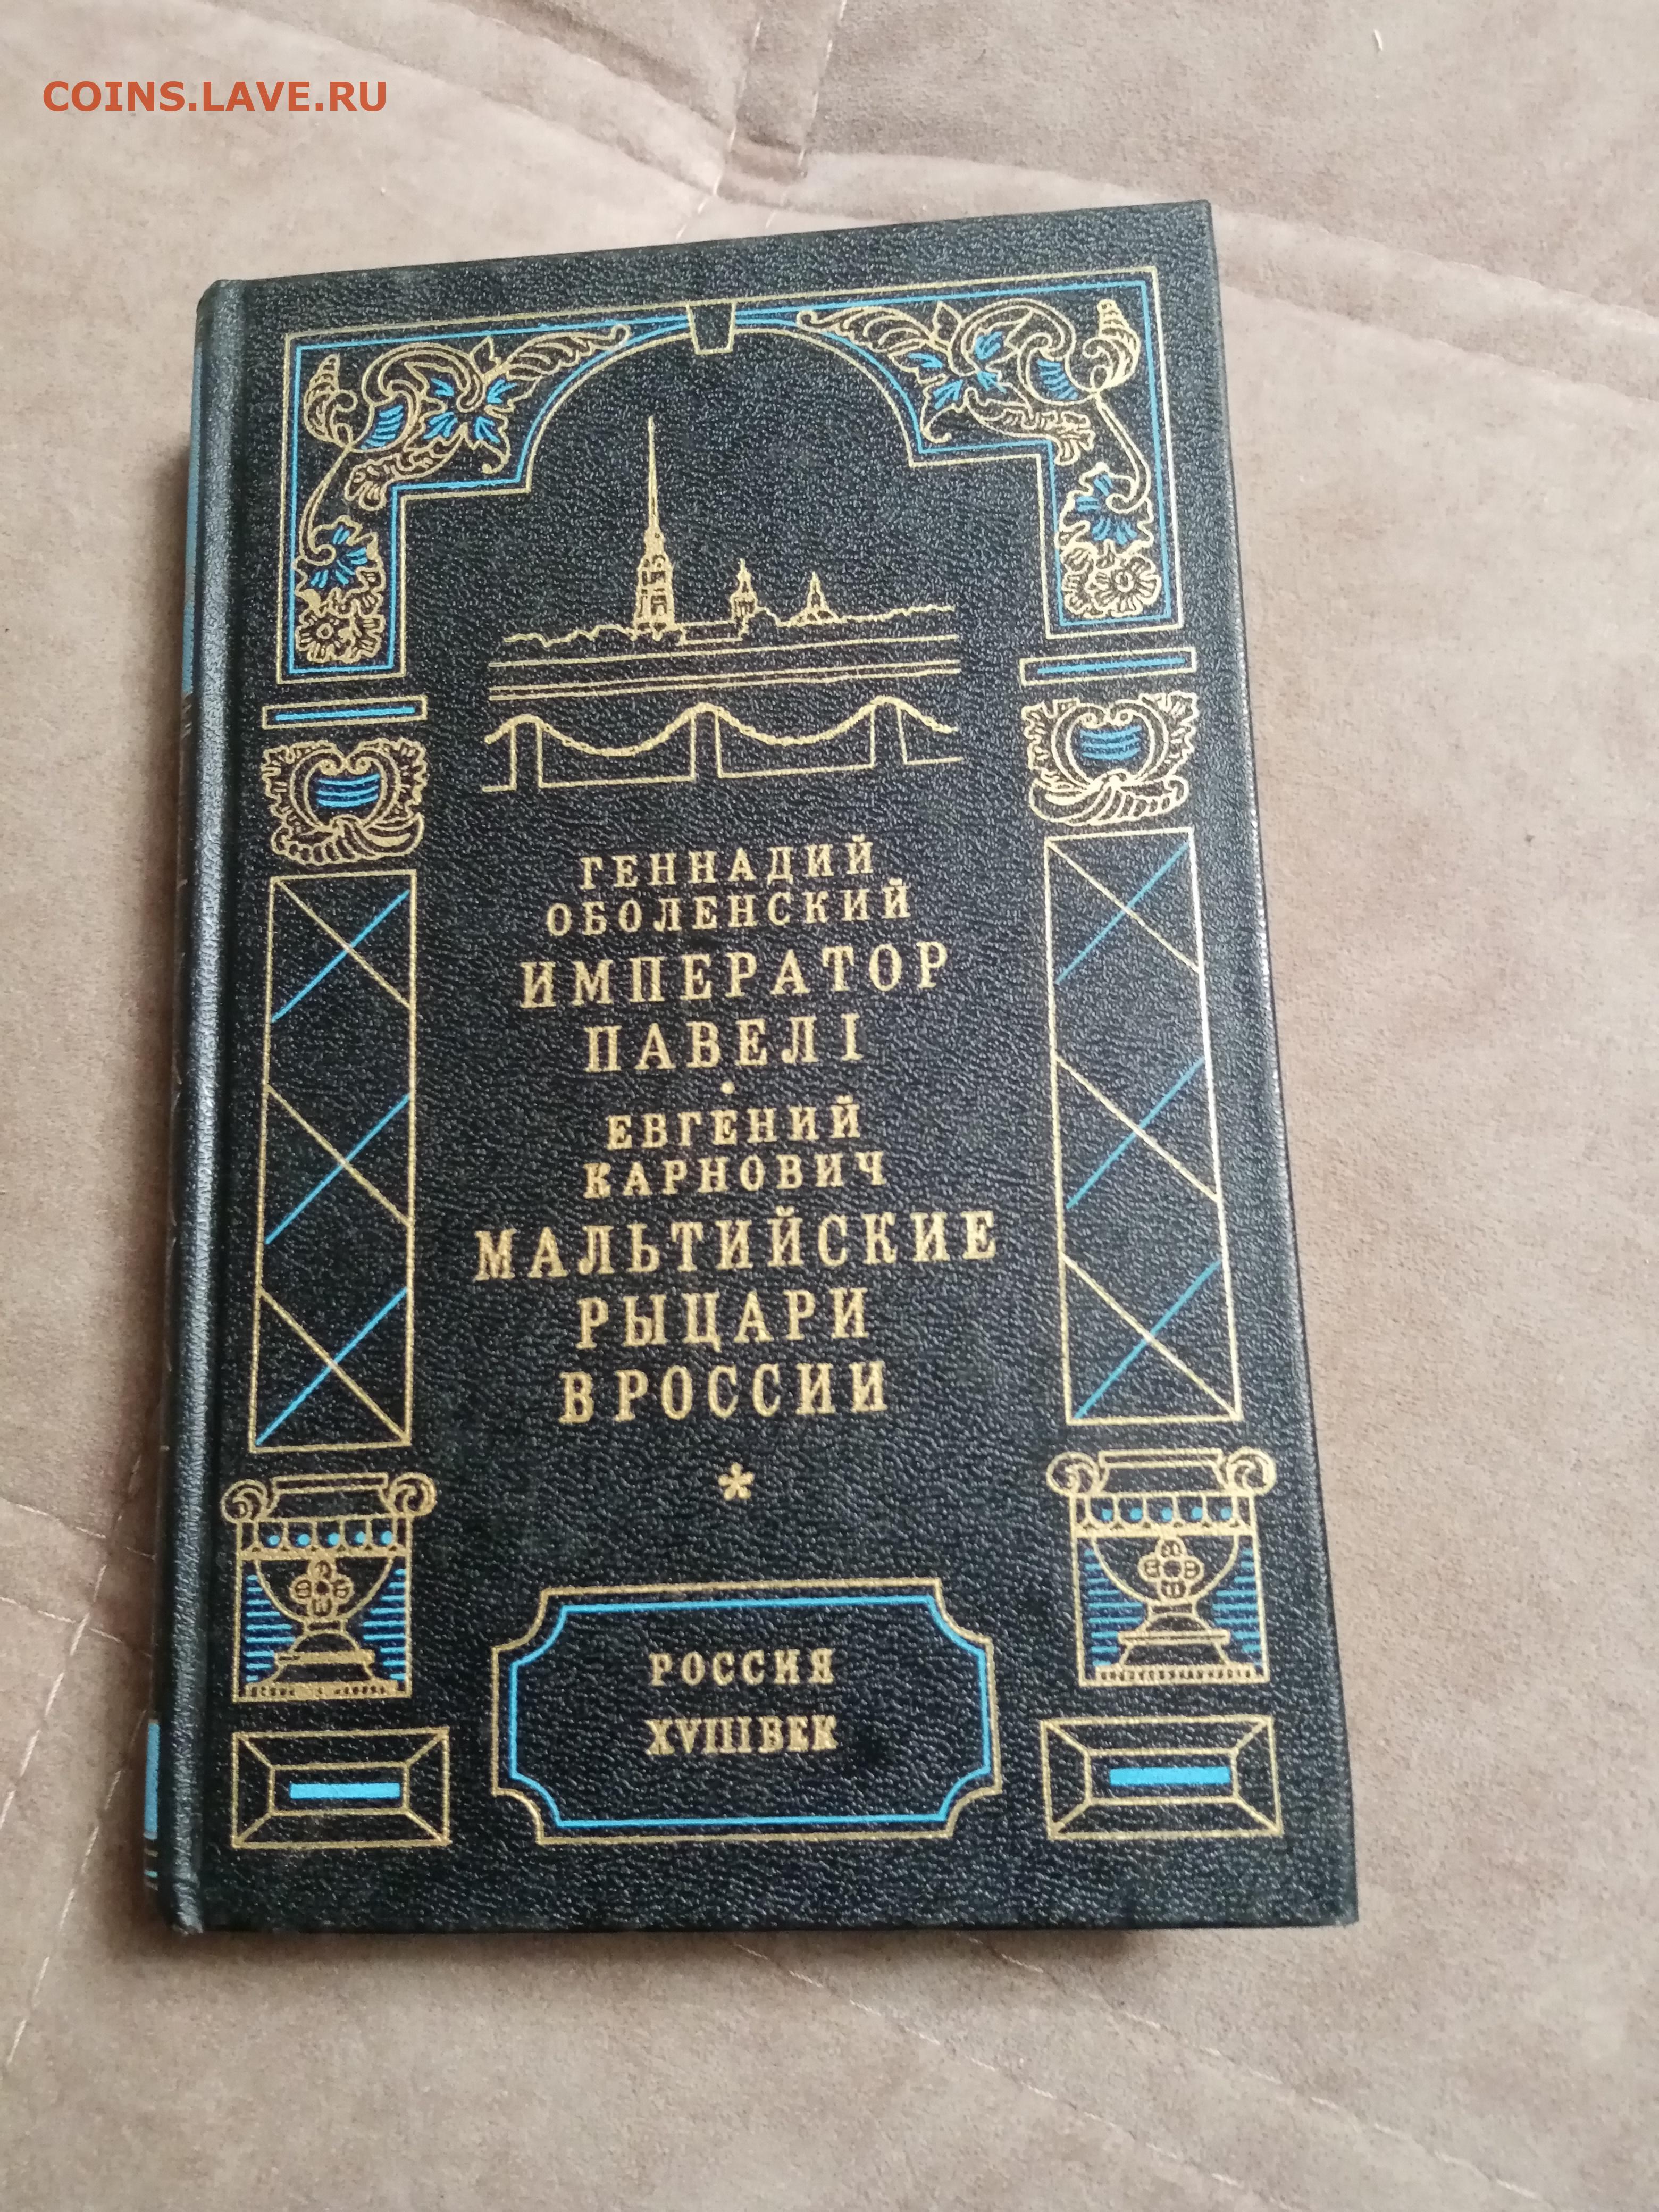 COINS.LAVE.RU
ГЕННАДИЙ
ОБОЛЕНСКИЙ
ИМПЕРАТОР
ПАВЕЛ I
ЕВГЕНИЙ
КАРНОВИЧ
МАЛЬТИЙСКИЕ
РЫЦАРИ
В РОССИИ
*
РОССИЯ
XVIII ВЕК